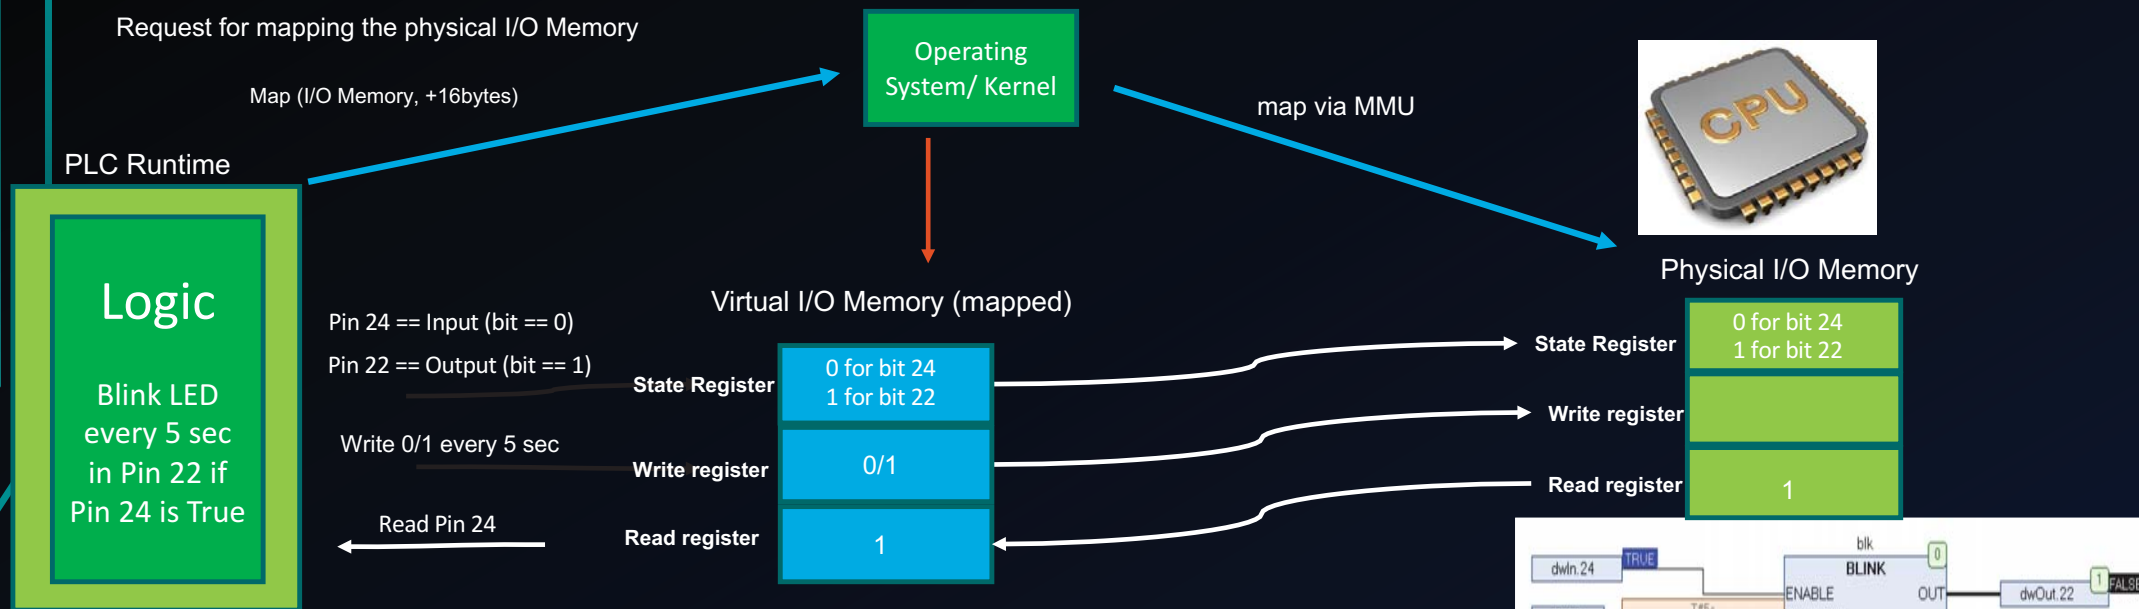 Request for mapping the physical I/O Memory
Map (I/O Memory, +16bytes)
Operating
System/ Kernel
map via MMU
CPU
PLC Runtime
Logic
Blink LED
every 5 sec
in Pin 22 if
Pin 24 is True
Pin 24 == Input (bit == 0)
Pin 22 == Output (bit == 1)
Write 0/1 every 5 sec
Read Pin 24
Virtual I/O Memory (mapped)
State Register
0 for bit 24
1 for bit 22
Write register
0/1
Read register
1
Physical I/O Memory
State Register
0 for bit 24
1 for bit 22
Write register
Read register
1
dwIn.24
TRUE
blk
0
BLINK
ENABLE
OUT
dwOut.22
1
FALSE